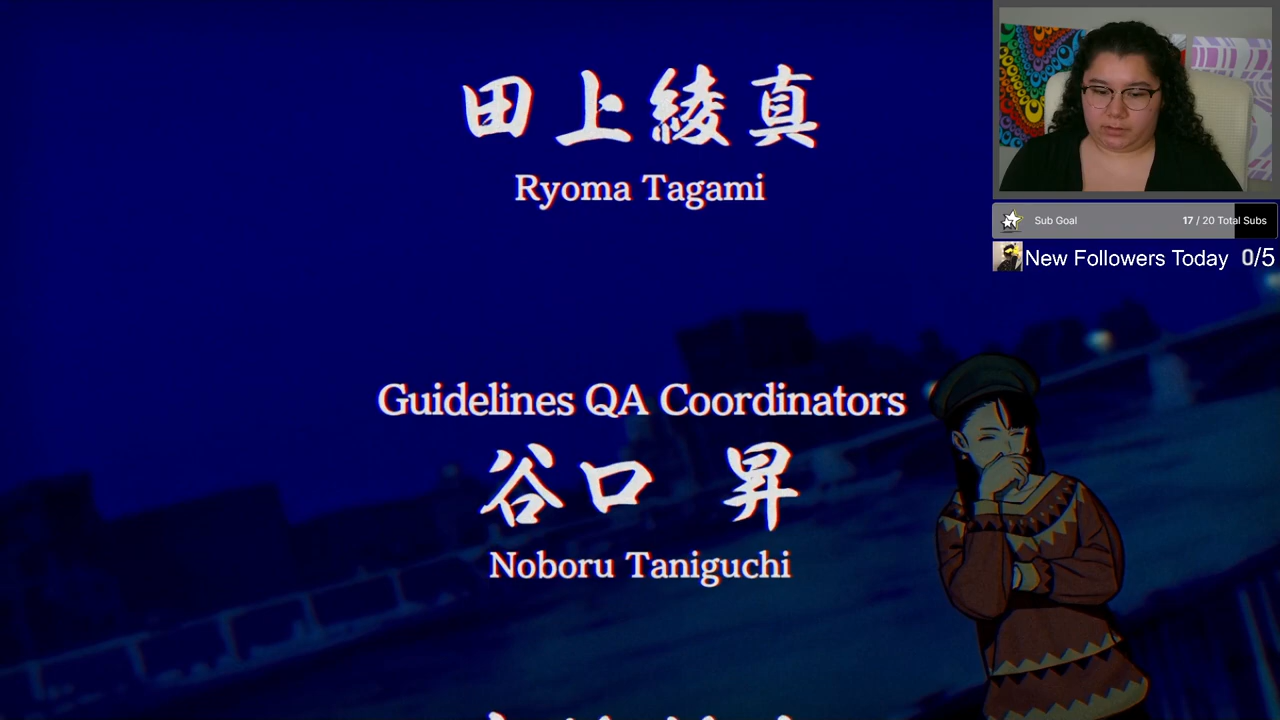 田上綾真
Ryoma Tagami
Sub Goal 17 / 20 Total Subs
New Followers Today 0/5
Guidelines QA Coordinators
谷口 昇
Noboru Taniguchi